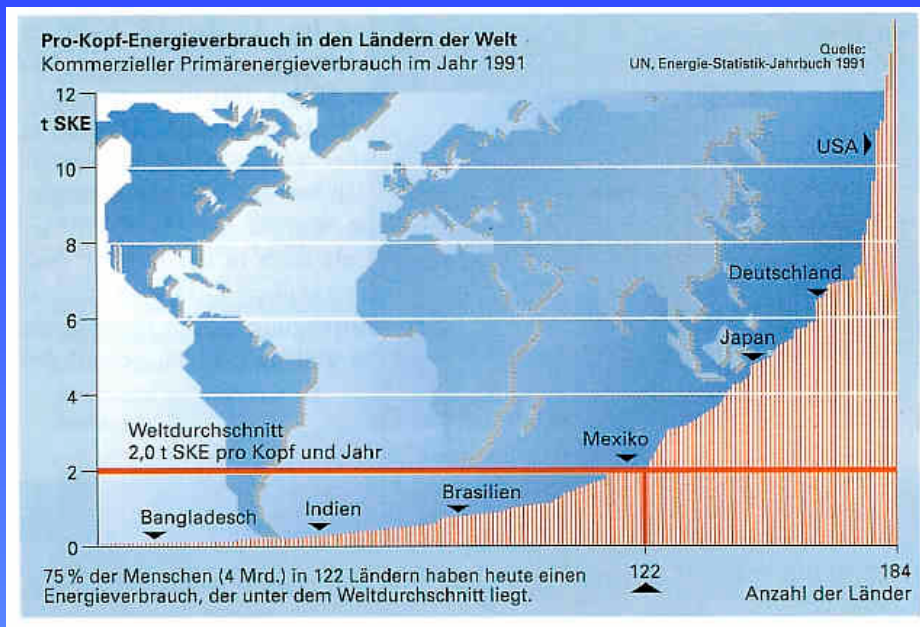 Pro-Kopf-Energieverbrauch in den Ländern der Welt
Kommerzieller Primärenergieverbrauch im Jahr 1991
Quelle:
UN, Energie-Statistik-Jahrbuch 1991
12
t SKE
10
8
6
4
2
0
USA
Deutschland
Japan
Mexiko
Weltdurchschnitt
2,0 t SKE pro Kopf und Jahr
Brasilien
Indien
Bangladesch
122
184
Anzahl der Länder
75 % der Menschen (4 Mrd.) in 122 Ländern haben heute einen
Energieverbrauch, der unter dem Weltdurchschnitt liegt.